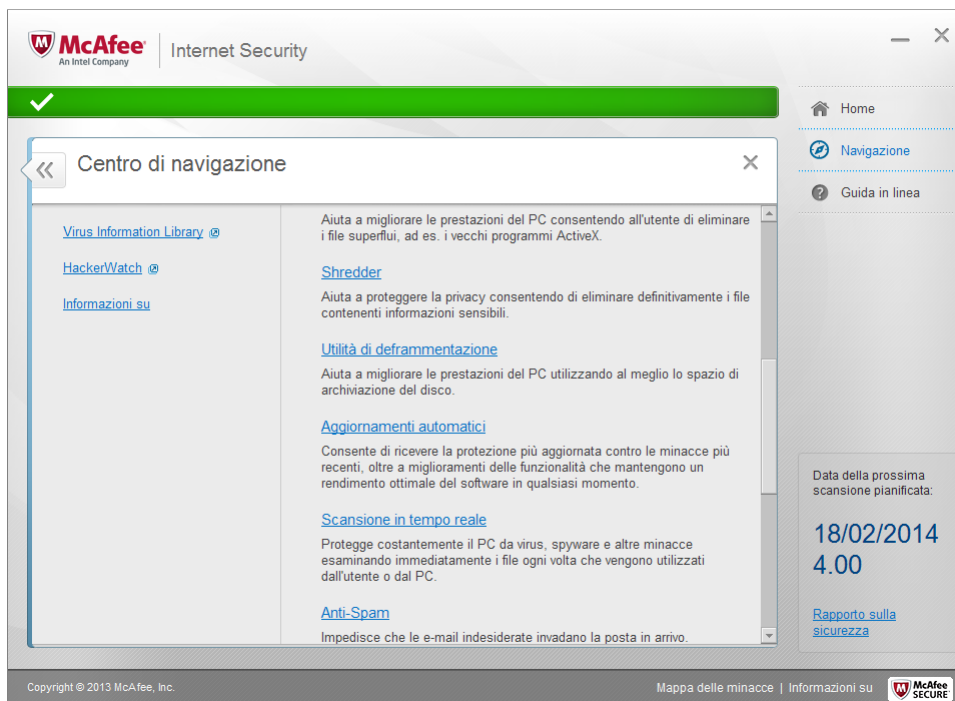 McAfee
An Intel Company
Internet Security
Home
Navigazione
Guida in linea
Centro di navigazione
Virus Information Library
HackerWatch
Informazioni su
Aiuta a migliorare le prestazioni del PC consentendo all'utente di eliminare
i file superflui, ad es. i vecchi programmi ActiveX.
Shredder
Aiuta a proteggere la privacy consentendo di eliminare definitivamente i file
contenenti informazioni sensibili.
Utilità di deframmentazione
Aiuta a migliorare le prestazioni del PC utilizzando al meglio lo spazio di
archiviazione del disco.
Aggiornamenti automatici
Consente di ricevere la protezione più aggiornata contro le minacce più
recenti, oltre a miglioramenti delle funzionalità che mantengono un
rendimento ottimale del software in qualsiasi momento.
Scansione in tempo reale
Protegge costantemente il PC da virus, spyware e altre minacce
esaminando immediatamente i file ogni volta che vengono utilizzati
dall'utente o dal PC.
Anti-Spam
Impedisce che le e-mail indesiderate invadano la posta in arrivo.
Data della prossima
scansione pianificata:
18/02/2014
4.00
Rapporto sulla
sicurezza
Copyright © 2013 McAfee, Inc.
Mappa delle minacce | Informazioni su
McAfee
SECURE